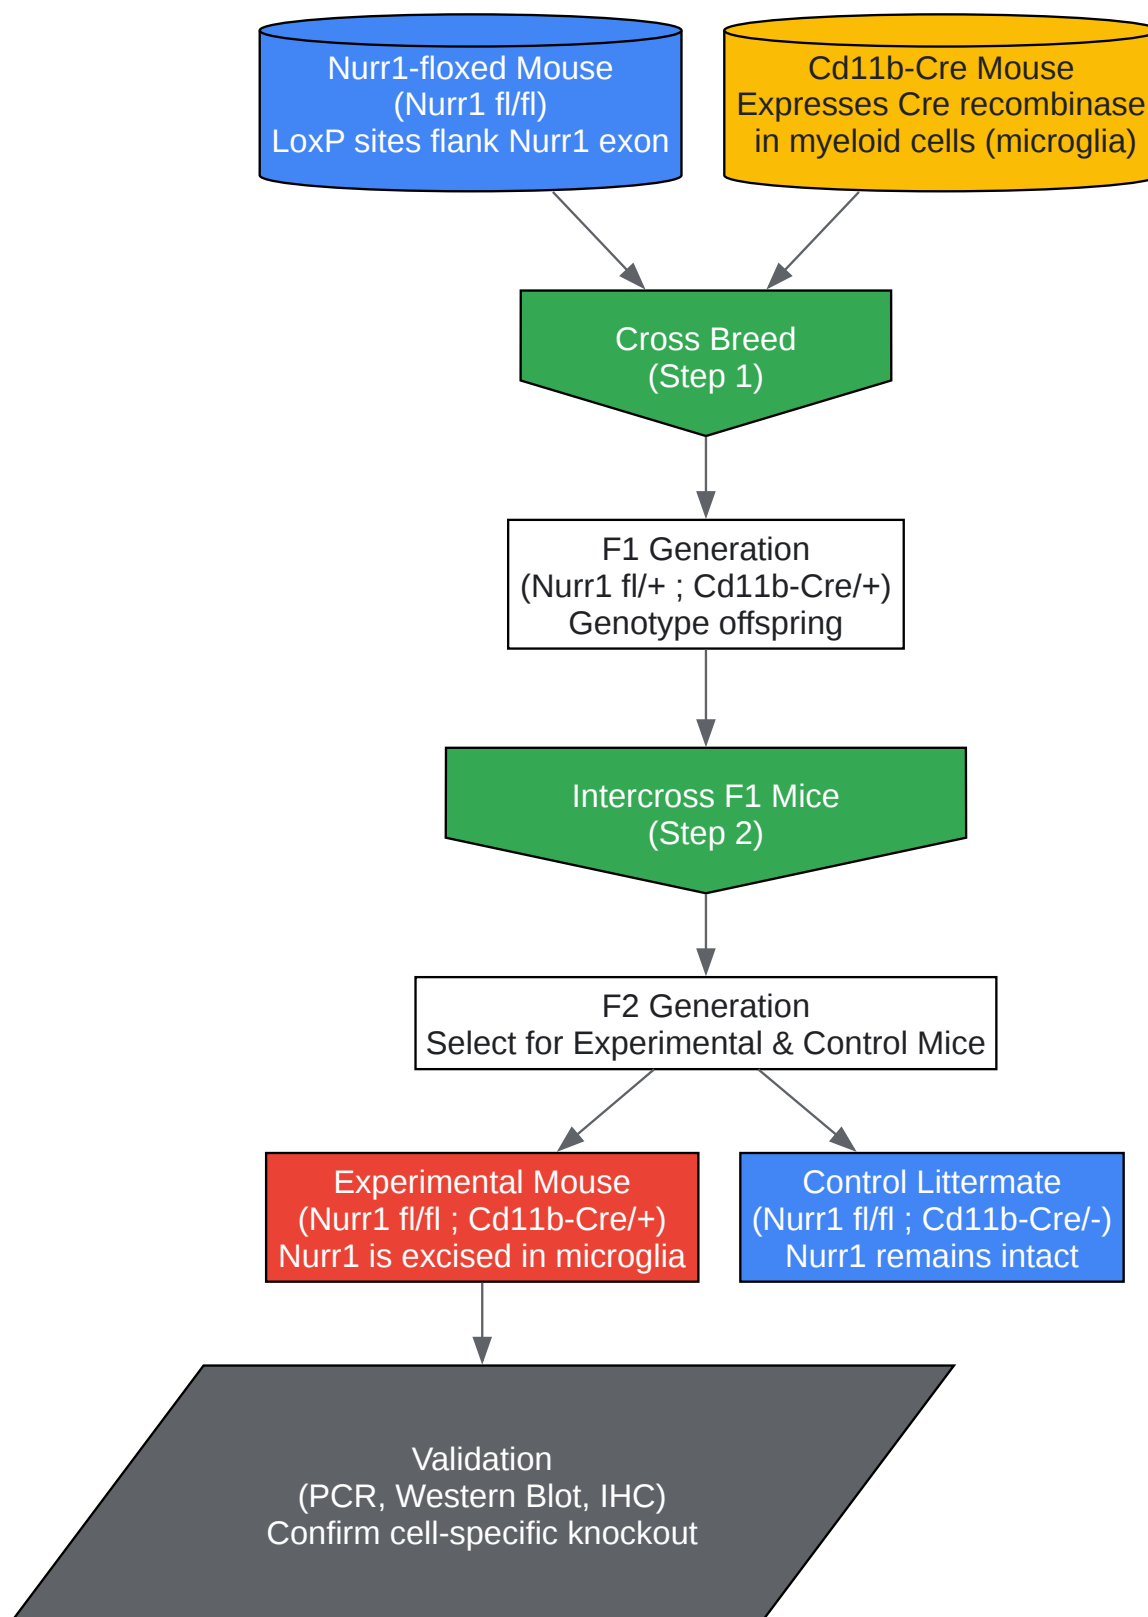 Nurr1-floxed Mouse
(Nurr1 fl/fl)
LoxP sites flank Nurr1 exon
Cd11b-Cre Mouse
Expresses Cre recombinase
in myeloid cells (microglia)
Cross Breed
(Step 1)
F1 Generation
(Nurr1 fl/+ ; Cd11b-Cre/+)
Genotype offspring
Intercross F1 Mice
(Step 2)
F2 Generation
Select for Experimental & Control Mice
Experimental Mouse
(Nurr1 fl/fl ; Cd11b-Cre/+)
Nurr1 is excised in microglia
Control Littermate
(Nurr1 fl/fl ; Cd11b-Cre/-)
Nurr1 remains intact
Validation
(PCR, Western Blot, IHC)
Confirm cell-specific knockout